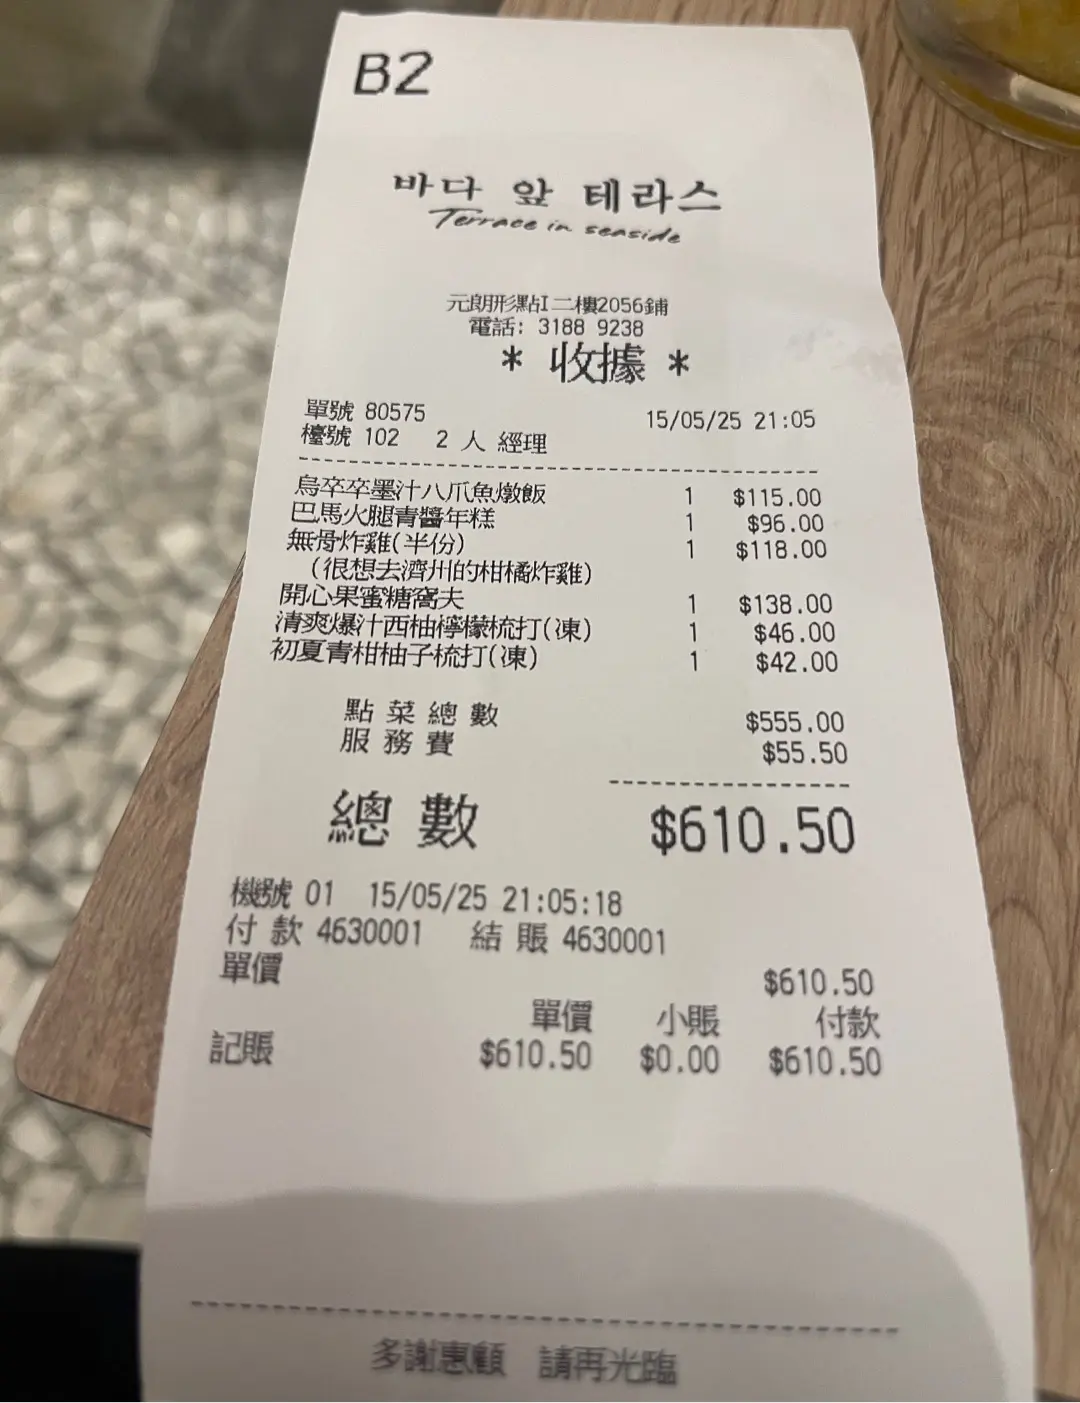 B2
바다 앞 테라스
Terrace in seaside
元朗形點I二樓2056鋪
電話: 3188 9238
* 收據 *
單號 80575 15/05/25 21:05
檯號 102 2 人 經理
烏卒卒墨汁八爪魚燉飯 1 $115.00
巴馬火腿青醬年糕 1 $96.00
無骨炸雞(半份) 1 $118.00
(很想去濟州的柑橘炸雞)
開心果蜜糖窩夫 1 $138.00
清爽爆汁西柚檸檬梳打(凍) 1 $46.00
初夏青柑柚子梳打(凍) 1 $42.00
點菜總數 $555.00
服務費 $55.50
總數 $610.50
機號 01 15/05/25 21:05:18
付款 4630001 結賬 4630001
單價 $610.50
單價 小賬 付款
記賬 $610.50 $0.00 $610.50
多謝惠顧 請再光臨